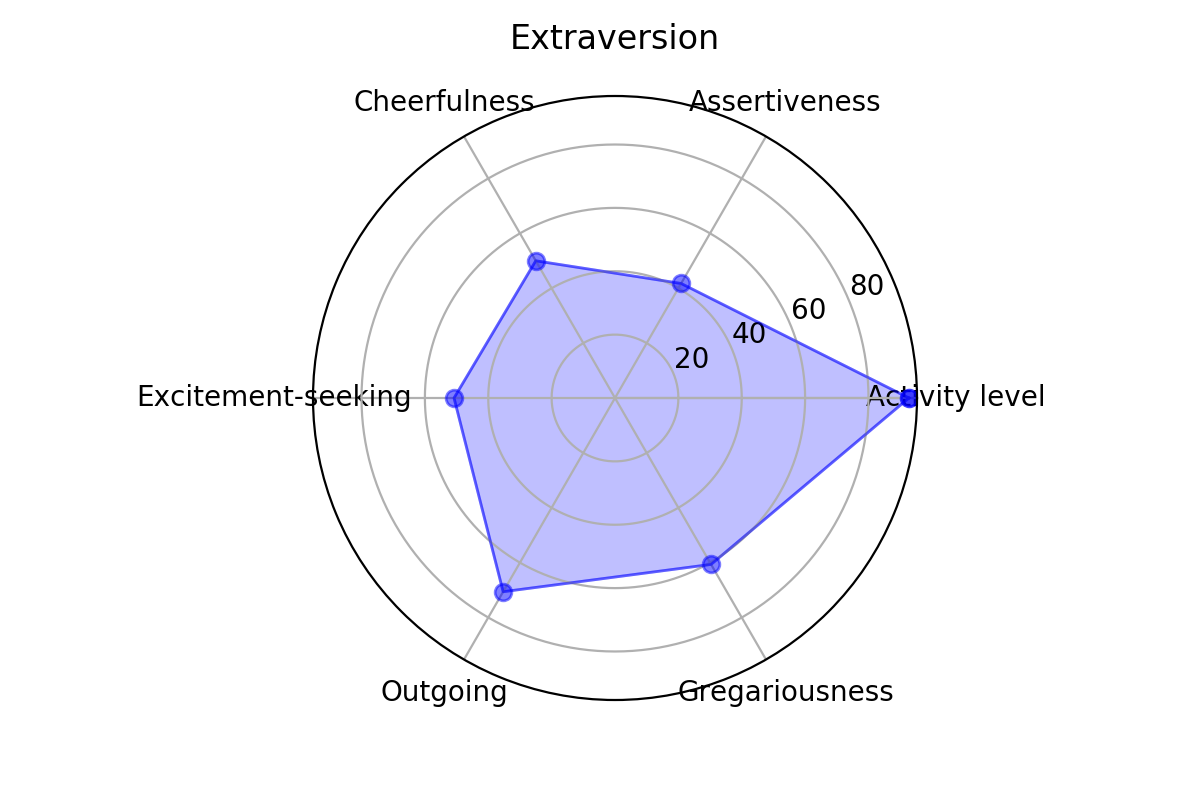 Extraversion
Cheerfulness
Assertiveness
80
60
40
20
Excitement-seeking
Activity level
Outgoing
Gregariousness